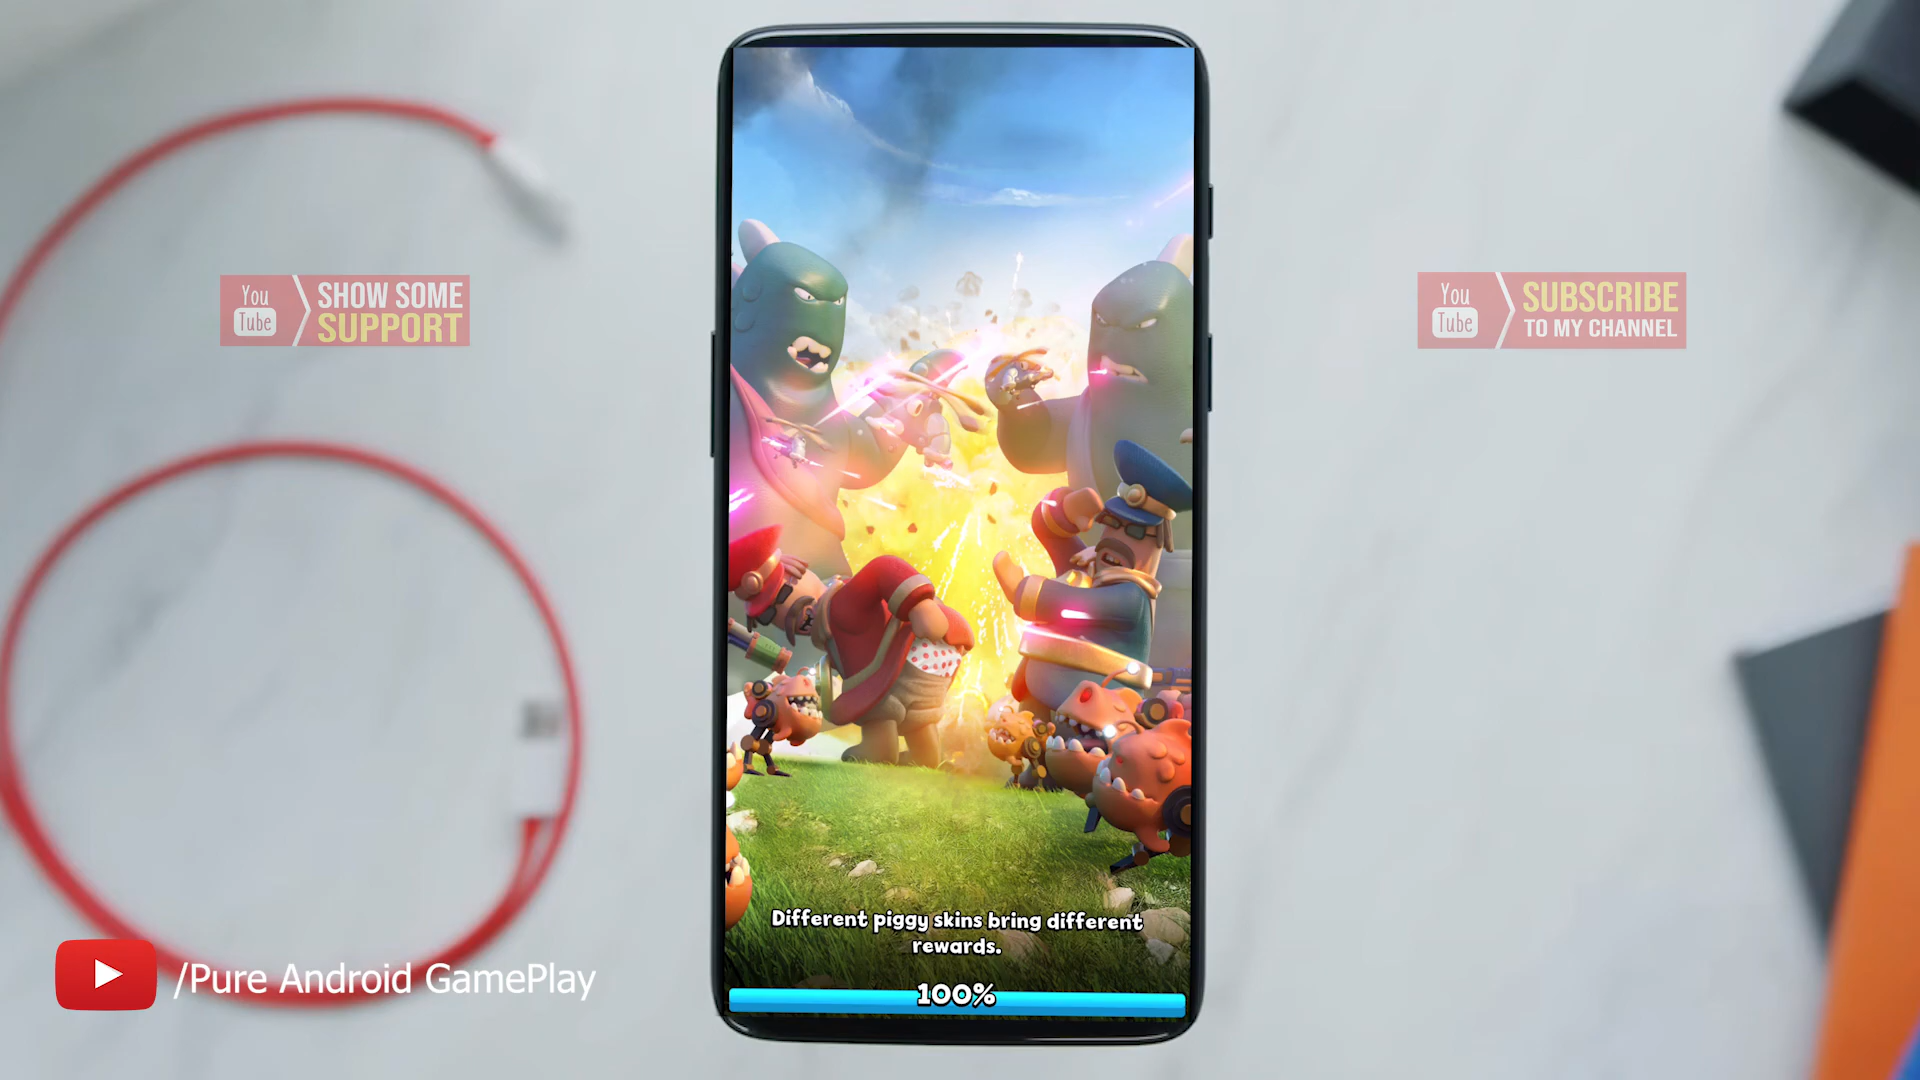 You
Tube
SHOW SOME
SUPPORT
You
Tube
SUBSCRIBE
TO MY CHANNEL
Different piggy skins bring different
rewards.
100%
/Pure Android GamePlay